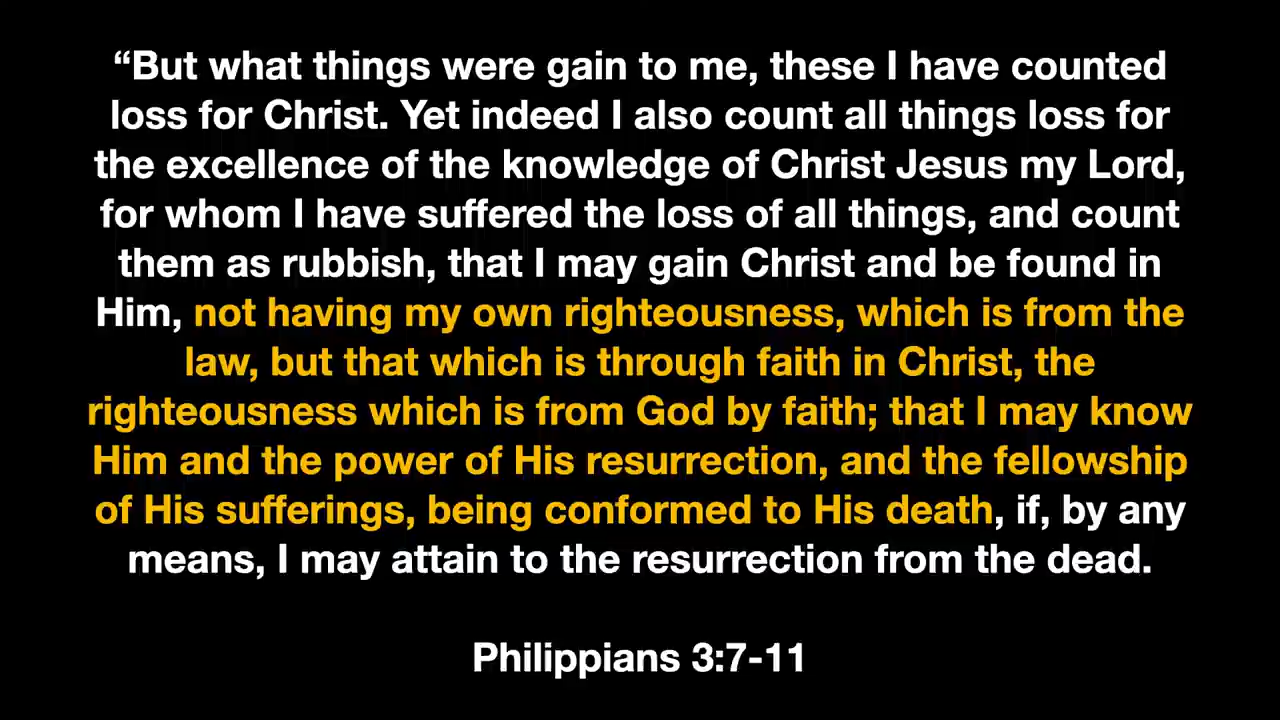 “But what things were gain to me, these I have counted
loss for Christ. Yet indeed I also count all things loss for
the excellence of the knowledge of Christ Jesus my Lord,
for whom I have suffered the loss of all things, and count
them as rubbish, that I may gain Christ and be found in
Him, not having my own righteousness, which is from the
law, but that which is through faith in Christ, the
righteousness which is from God by faith; that I may know
Him and the power of His resurrection, and the fellowship
of His sufferings, being conformed to His death, if, by any
means, I may attain to the resurrection from the dead.
Philippians 3:7-11